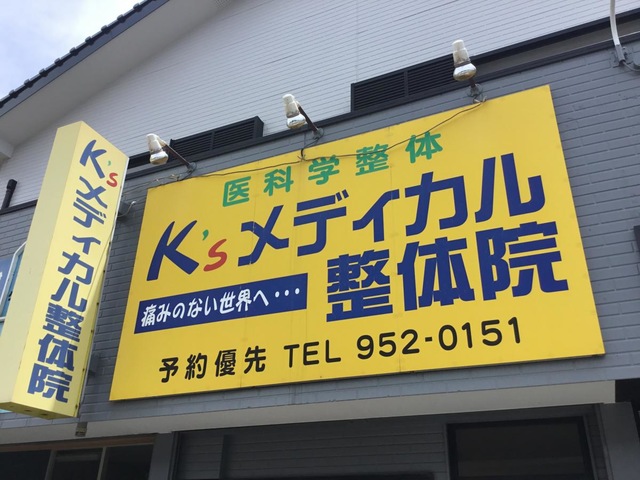 K'sメディカル整体院
医科学整体
K'sメディカル
痛みのない世界へ・・・
整体院
予約優先 TEL 952-0151